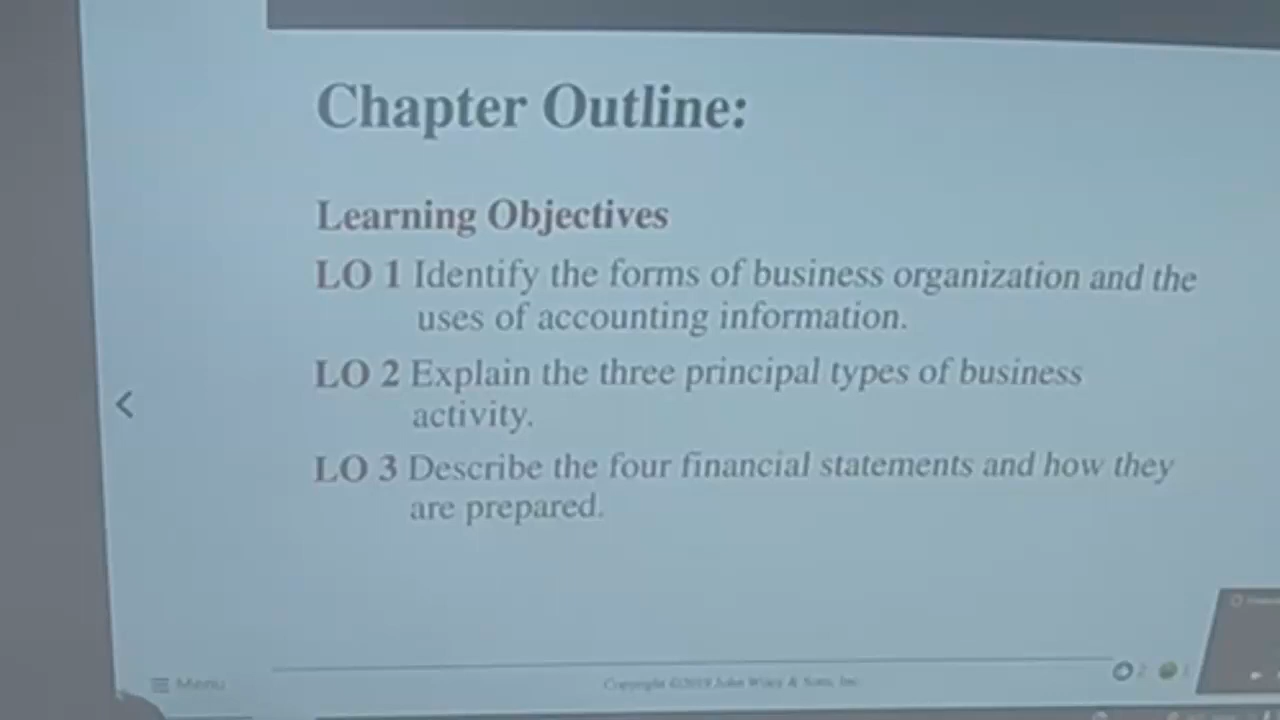 Chapter Outline:
Learning Objectives
LO 1 Identify the forms of business organization and the
uses of accounting information.
LO 2 Explain the three principal types of business
activity.
LO 3 Describe the four financial statements and how they
are prepared.
Menu
Copyright ©2019 John Wiley & Sons, Inc.